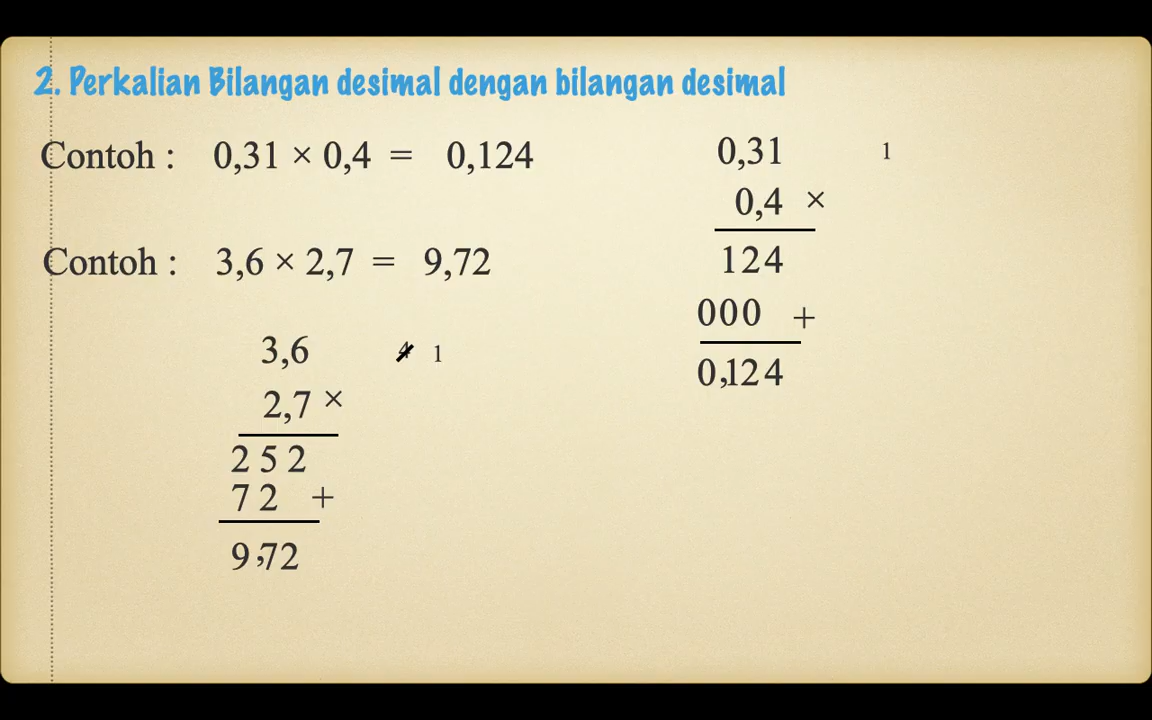 2. Perkalian Bilangan desimal dengan bilangan desimal
Contoh : 0,31 × 0,4 = 0,124
Contoh : 3,6 × 2,7 = 9,72
3,6 1
2,7 ×
2 5 2
7 2 +
9,72
0,31 1
0,4 ×
124
000 +
0,124